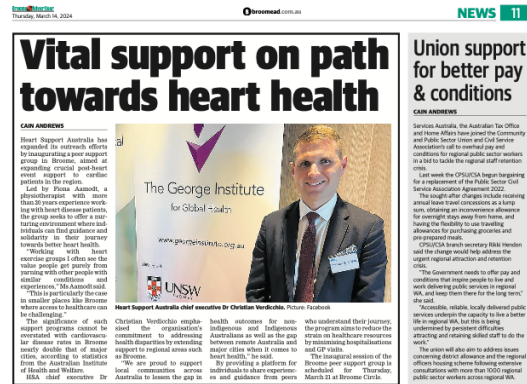 Broome Advertiser
Thursday, March 14, 2024
broomead.com.au
NEWS 11
Vital support on path
towards heart health
CAIN ANDREWS
Heart Support Australia has
expanded its outreach efforts
by inaugurating a peer support
group in Broome, aimed at
expanding crucial post-heart
event support to cardiac
patients in the region.
Led by Fiona Aamodt, a
physiotherapist with more
than 20 years experience work-
ing with heart disease patients,
the group seeks to offer a nur-
turing environment where indi-
viduals can find guidance and
solidarity in their journey
towards better heart health.
"Working with heart
exercise groups I often see the
value people get purely from
yarning with other people with
similar conditions and
experiences," Ms Aamodt said.
"This is particularly the case
in smaller places like Broome
where access to healthcare can
be challenging."
The significance of such
support programs cannot be
overstated with cardiovascu-
lar disease rates in Broome
nearly double that of major
cities, according to statistics
from the Australian Institute
of Health and Welfare.
HSA chief executive Dr
The George Institute
for Global Health
www.georgeinstitute.org.au
UNSW
Heart Support Australia chief executive Dr Christian Verdicchio. Picture: Facebook
Christian Verdicchio empha-
sised the organisation's
commitment to addressing
health disparities by extending
support to regional areas such
as Broome.
"We are proud to support
local communities across
Australia to lessen the gap in
health outcomes for non-
indigenous and Indigenous
Australians as well as the gap
between remote Australia and
major cities when it comes to
heart health," he said.
By providing a platform for
individuals to share experienc-
es and guidance from peers
who understand their journey,
the program aims to reduce the
strain on healthcare resources
by minimising hospitalisations
and GP visits.
The inaugural session of the
Broome peer support group is
scheduled for Thursday,
March 21 at Broome Circle.
Union support
for better pay
& conditions
CAIN ANDREWS
Services Australia, the Australian Tax Office
and Home Affairs have joined the Community
and Public Sector Union and Civil Service
Association's call to overhaul pay and
conditions for regional public sector workers
in a bid to tackle the regional staff retention
crisis.
Last week the CPSU/CSA begun bargaining
for a replacement of the Public Sector Civil
Service Association Agreement 2022.
The sought after changes include receiving
annual leave travel concessions as a lump
sum, obtaining an inconvenience allowance
for overnight stays away from home, and
having the flexibility to use travelling
allowances for purchasing groceries and
pre-prepared meals.
CPSU/CSA branch secretary Rikki Henden
said the change would help address the
urgent regional attraction and retention
crisis.
"The Government needs to offer pay and
conditions that inspire people to live and
work delivering public services in regional
WA, and keep them there for the long term,"
she said.
"Accessible, reliable, locally delivered public
services underpin the capacity to live a better
life in regional WA, but this is being
undermined by persistent difficulties
attracting and retaining skilled staff to do the
work."
The union will also aim to address issues
concerning district allowance and the regional
officers housing scheme following extensive
consultations with more than 1000 regional
public sector workers across regional WA.